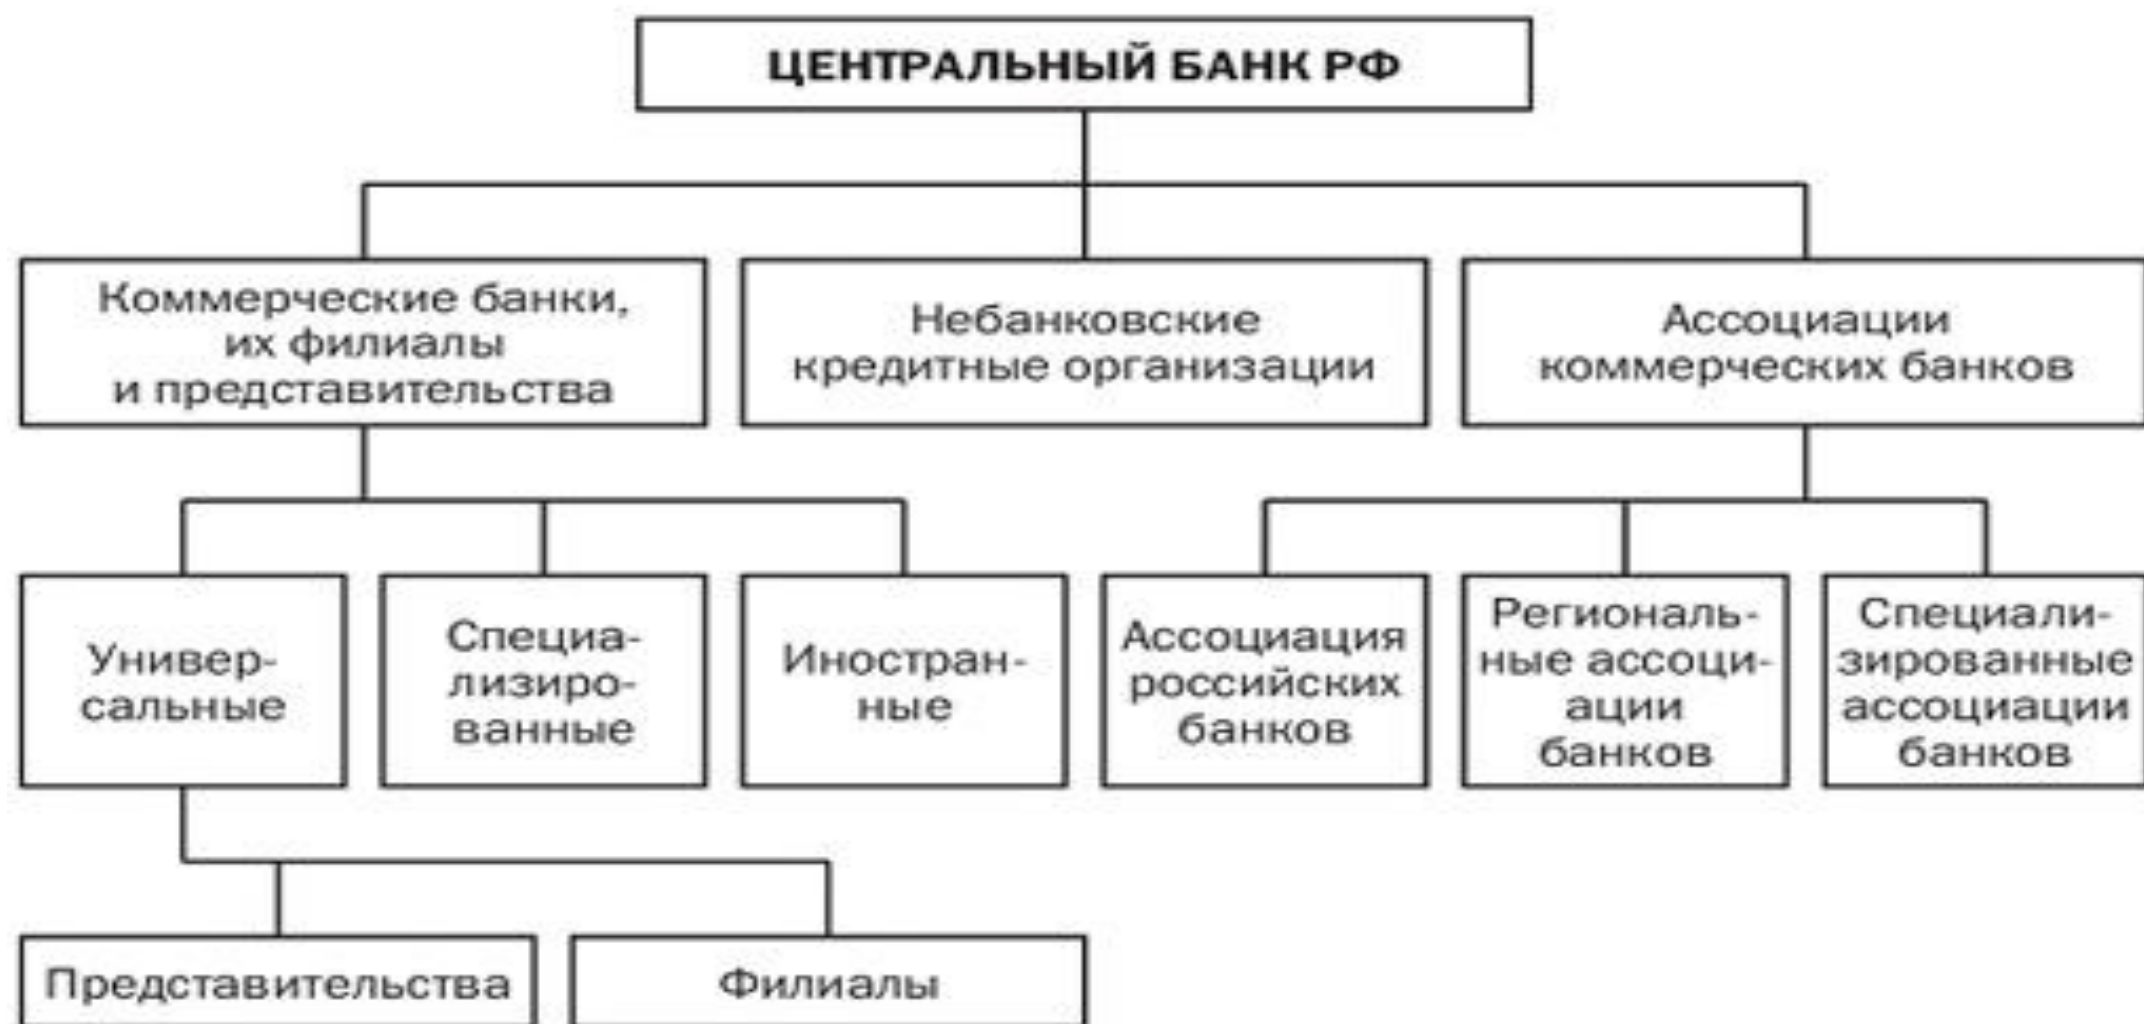 ЦЕНТРАЛЬНЫЙ БАНК РФ
Коммерческие банки,
их филиалы
и представительства
Небанковские
кредитные организации
Ассоциации
коммерческих банков
Универ-
сальные
Специа-
лизиро-
ванные
Иностран-
ные
Ассоциация
российских
банков
Региональ-
ные ассоци-
ации
банков
Специали-
зированные
ассоциации
банков
Представительства
Филиалы